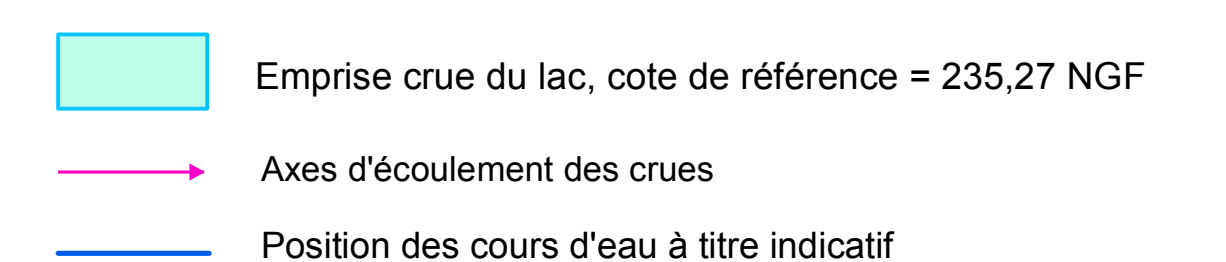 Emprise crue du lac, cote de référence = 235,27 NGF
Axes d'écoulement des crues
Position des cours d'eau à titre indicatif